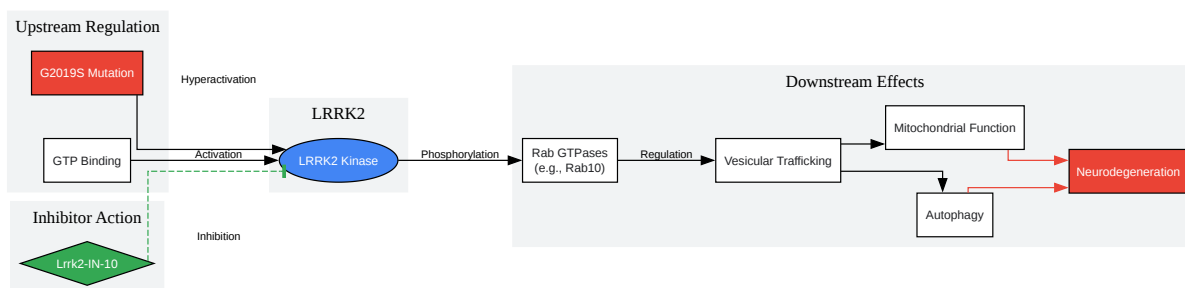 Upstream Regulation
G2019S Mutation
Hyperactivation
GTP Binding
Activation
LRRK2
LRRK2 Kinase
Inhibitor Action
Lrrk2-IN-10
Inhibition
Phosphorylation
Downstream Effects
Rab GTPases
(e.g., Rab10)
Regulation
Vesicular Trafficking
Mitochondrial Function
Autophagy
Neurodegeneration